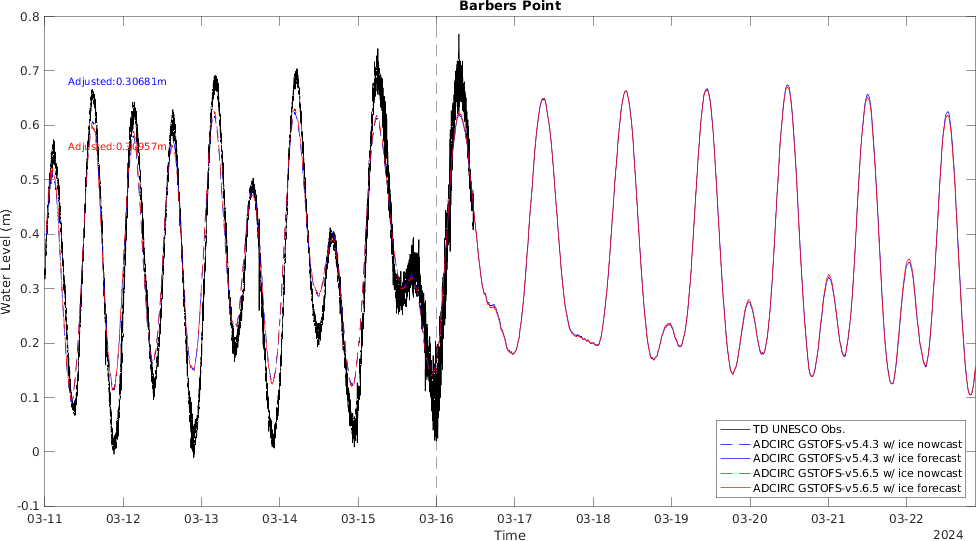 Barbers Point
0.8
0.7
0.6
0.5
0.4
0.3
0.2
0.1
0
-0.1
Water Level (m)
Adjusted:0.30681m
Adjusted:0.30957m
03-11 03-12 03-13 03-14 03-15 03-16 03-17 03-18 03-19 03-20 03-21 03-22
Time
2024
TD UNESCO Obs.
ADCIRC GSTOFS-v5.4.3 w/ ice nowcast
ADCIRC GSTOFS-v5.4.3 w/ ice forecast
ADCIRC GSTOFS-v5.6.5 w/ ice nowcast
ADCIRC GSTOFS-v5.6.5 w/ ice forecast